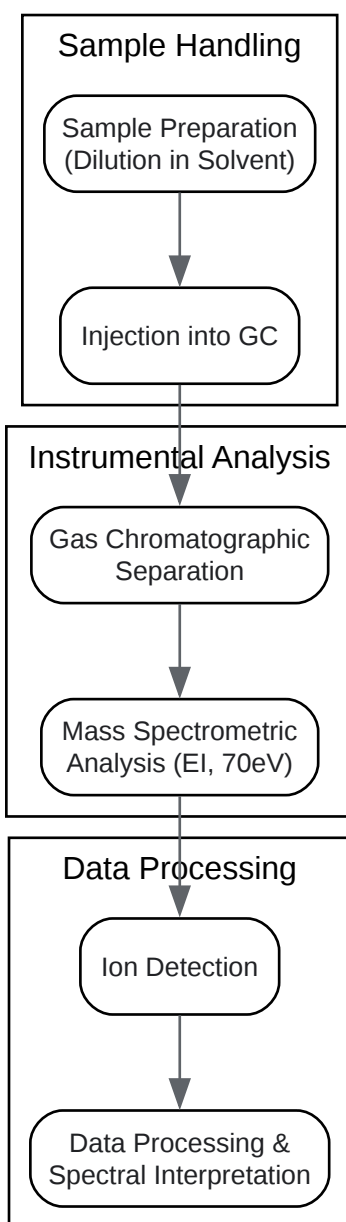 Sample Handling
Sample Preparation
(Dilution in Solvent)
Injection into GC
Instrumental Analysis
Gas Chromatographic
Separation
Mass Spectrometric
Analysis (EI, 70eV)
Data Processing
Ion Detection
Data Processing &
Spectral Interpretation